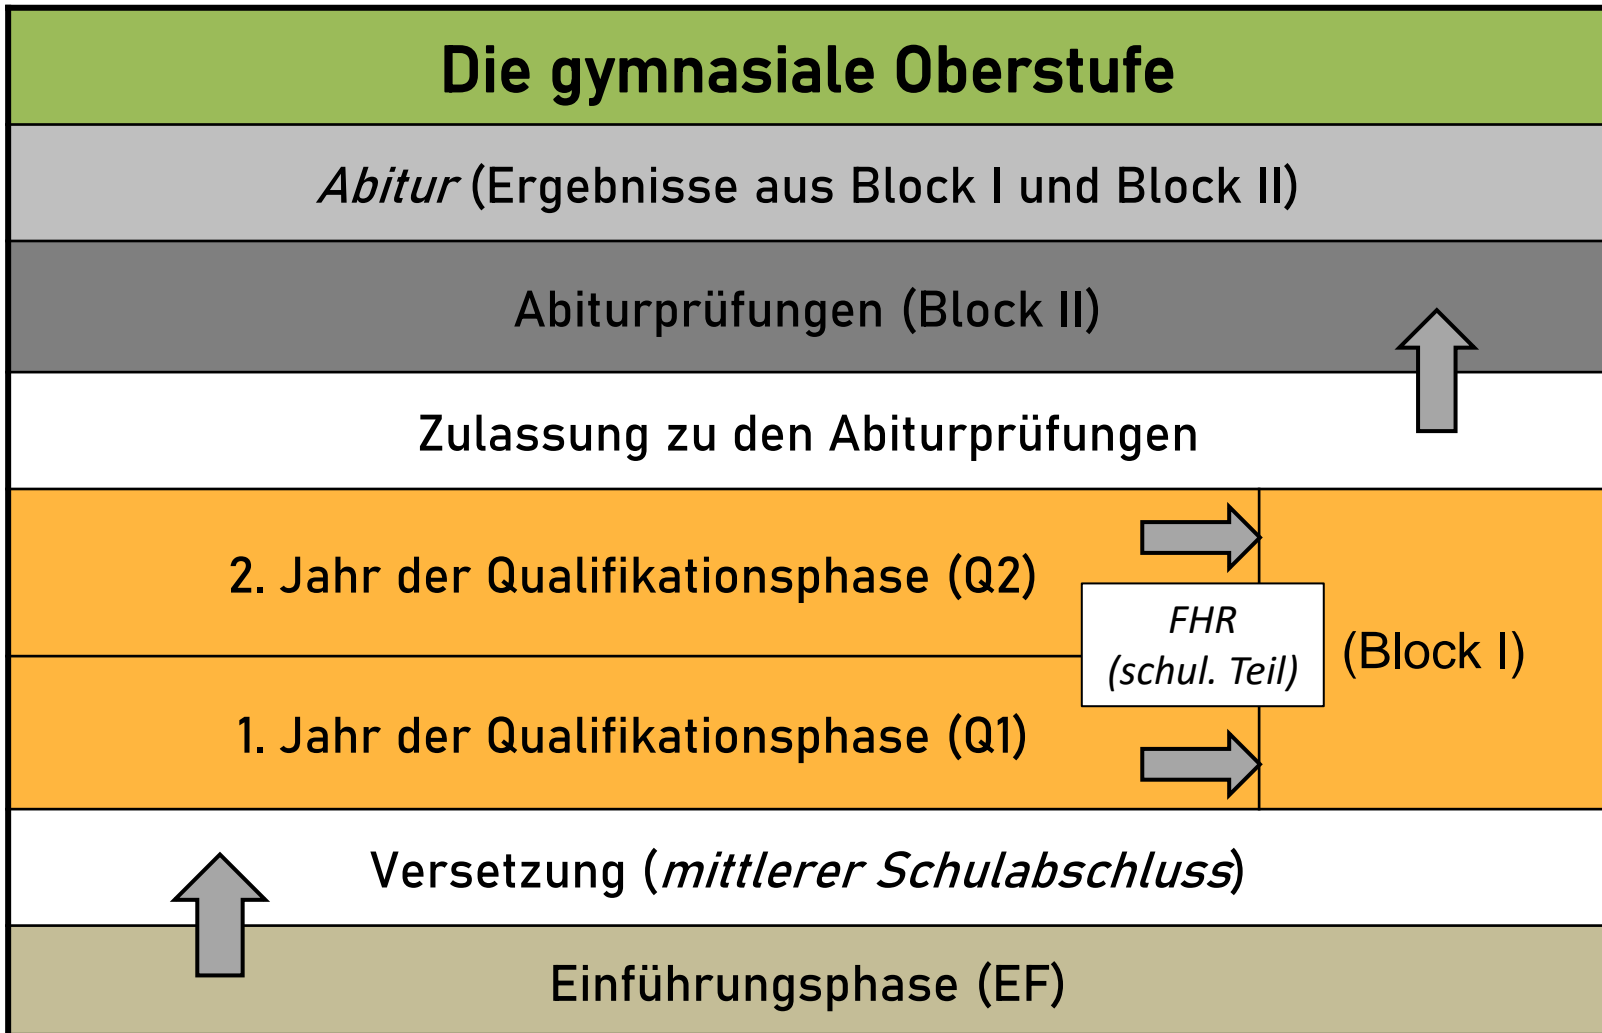 Die gymnasiale Oberstufe
Abitur (Ergebnisse aus Block I und Block II)
Abiturprüfungen (Block II)
Zulassung zu den Abiturprüfungen
2. Jahr der Qualifikationsphase (Q2)
FHR
(schul. Teil)
(Block I)
1. Jahr der Qualifikationsphase (Q1)
Versetzung (mittlerer Schulabschluss)
Einführungsphase (EF)